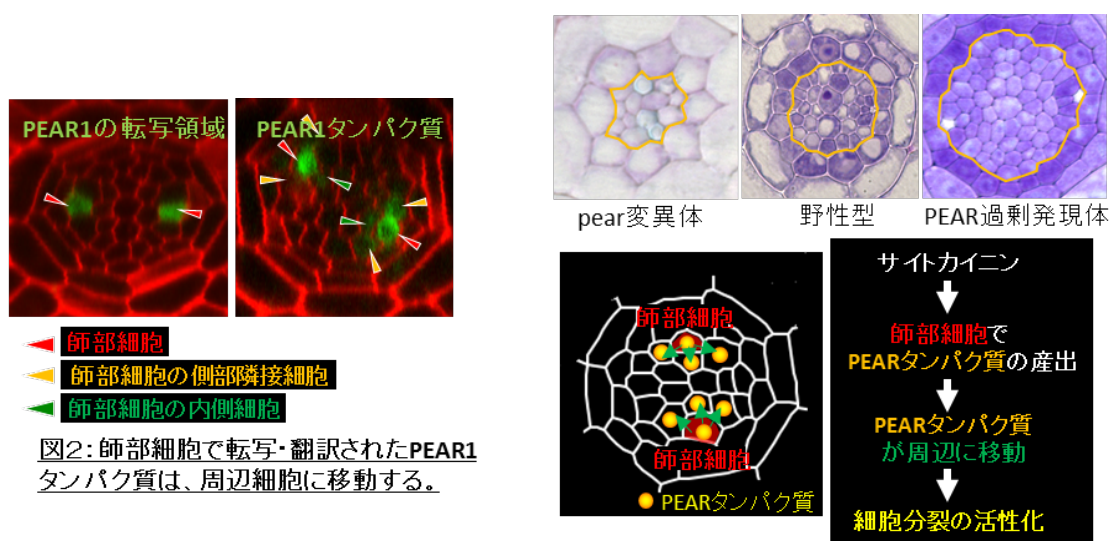 PEAR1の転写領域
PEAR1タンパク質
師部細胞
師部細胞の側部隣接細胞
師部細胞の内側細胞
図2:師部細胞で転写・翻訳されたPEAR1
タンパク質は、周辺細胞に移動する。
pear変異体
野性型
PEAR過剰発現体
師部細胞
師部細胞
PEARタンパク質
サイトカイニン
師部細胞で
PEARタンパク質の産出
PEARタンパク質
が周辺に移動
細胞分裂の活性化